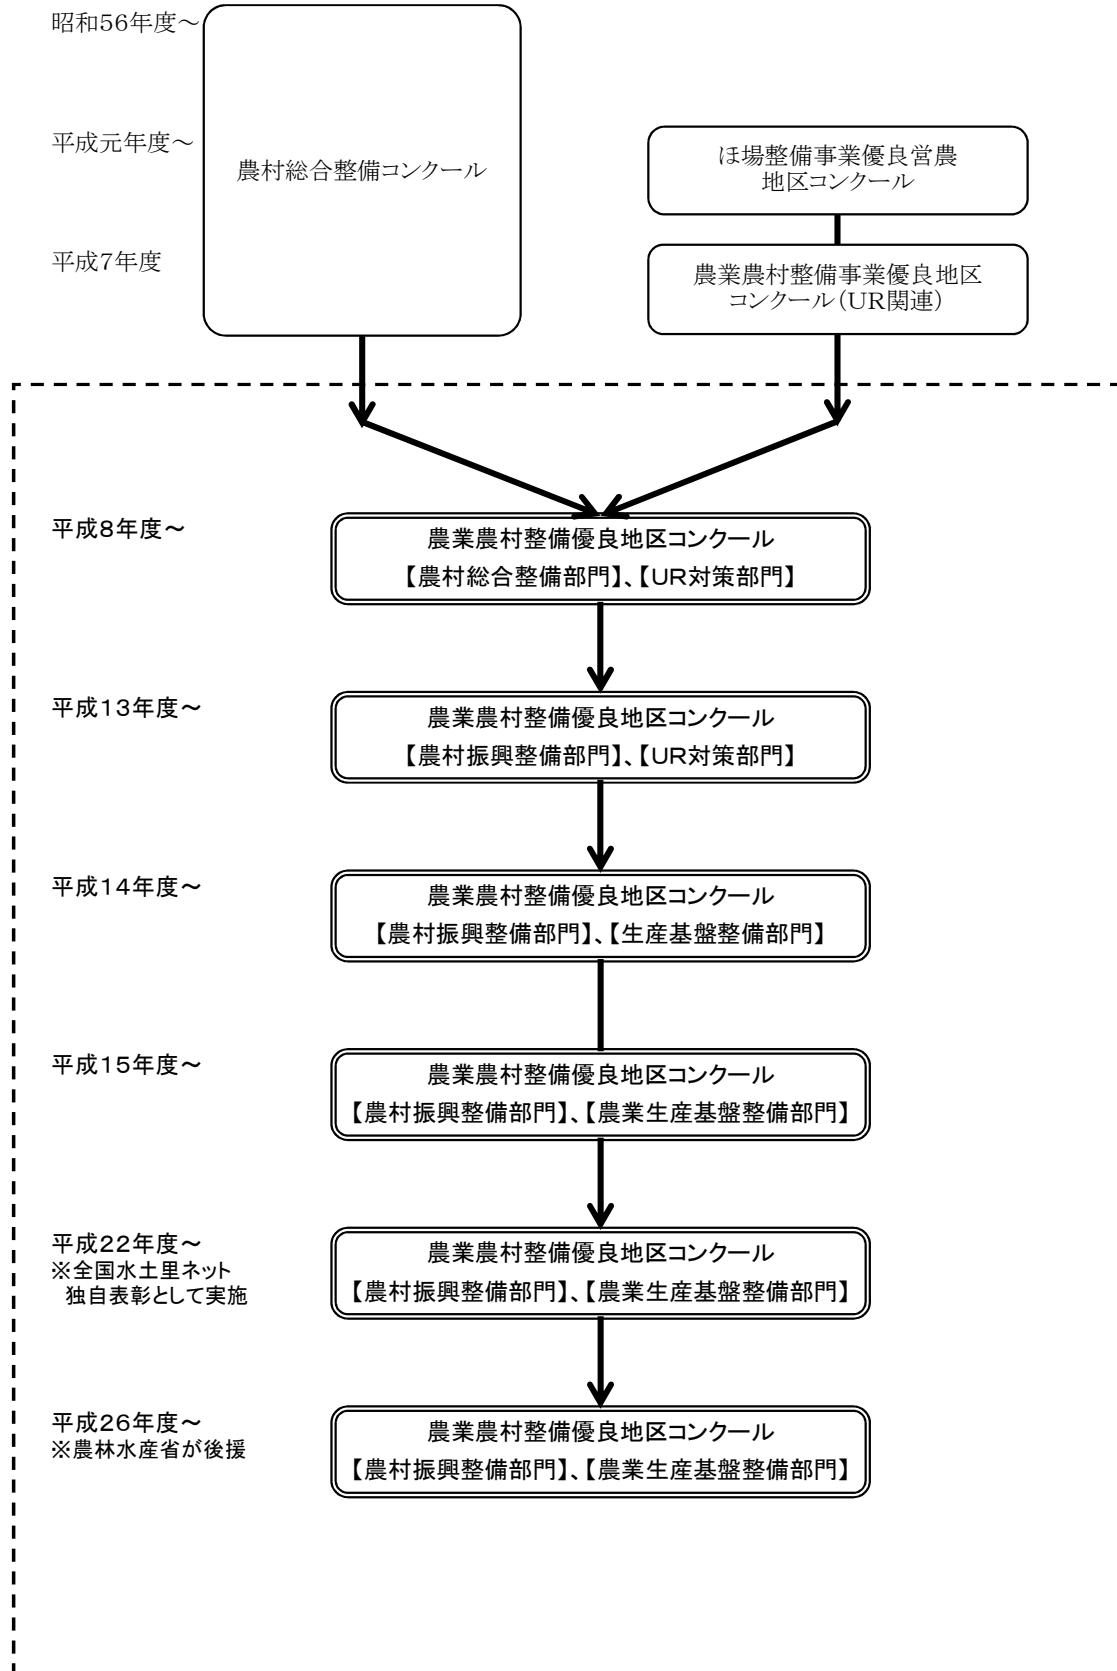 昭和56年度～
平成元年度～
農村総合整備コンクール
ほ場整備事業優良営農
地区コンクール
平成7年度
農業農村整備事業優良地区
コンクール（UR関連）
平成8年度～
農業農村整備優良地区コンクール
【農村総合整備部門】、【UR対策部門】
平成13年度～
農業農村整備優良地区コンクール
【農村振興整備部門】、【UR対策部門】
平成14年度～
農業農村整備優良地区コンクール
【農村振興整備部門】、【生産基盤整備部門】
平成15年度～
農業農村整備優良地区コンクール
【農村振興整備部門】、【農業生産基盤整備部門】
平成22年度～
※全国水土里ネット
独自表彰として実施
農業農村整備優良地区コンクール
【農村振興整備部門】、【農業生産基盤整備部門】
平成26年度～
※農林水産省が後援
農業農村整備優良地区コンクール
【農村振興整備部門】、【農業生産基盤整備部門】